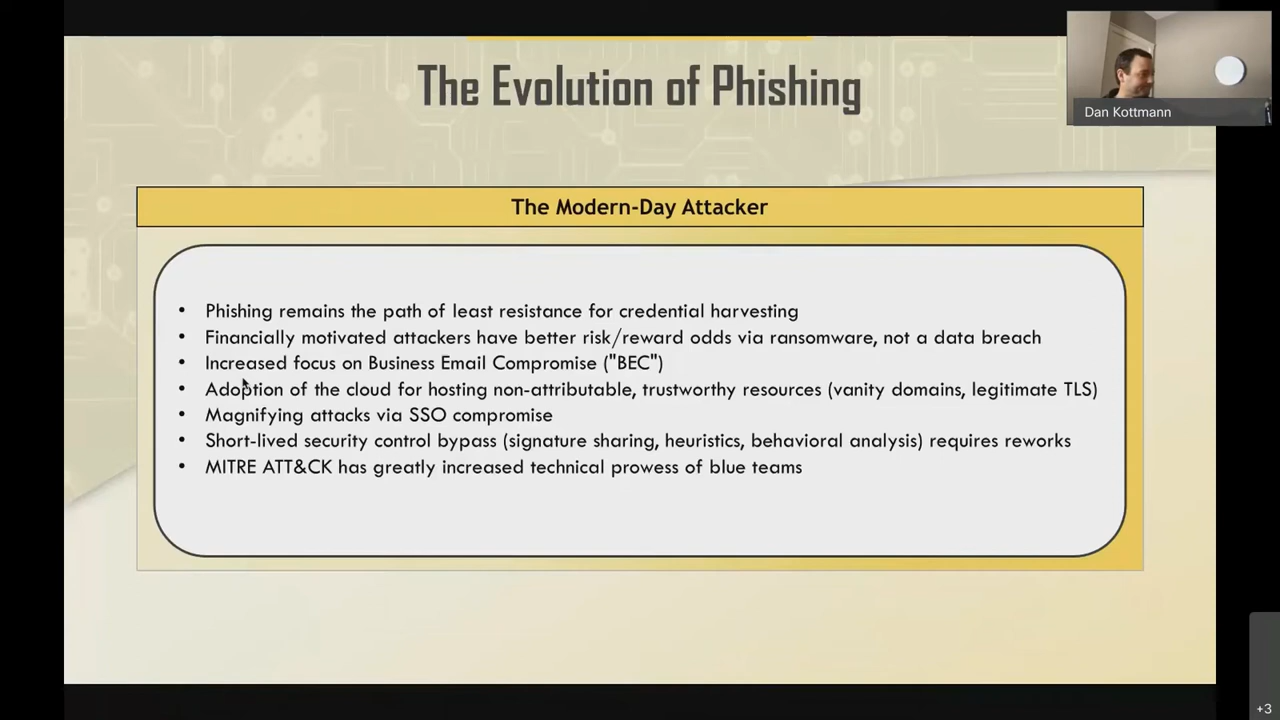 The Evolution of Phishing
Dan Kottmann
The Modern-Day Attacker
• Phishing remains the path of least resistance for credential harvesting
• Financially motivated attackers have better risk/reward odds via ransomware, not a data breach
• Increased focus on Business Email Compromise ("BEC")
• Adoption of the cloud for hosting non-attributable, trustworthy resources (vanity domains, legitimate TLS)
• Magnifying attacks via SSO compromise
• Short-lived security control bypass (signature sharing, heuristics, behavioral analysis) requires reworks
• MITRE ATT&CK has greatly increased technical prowess of blue teams
+3